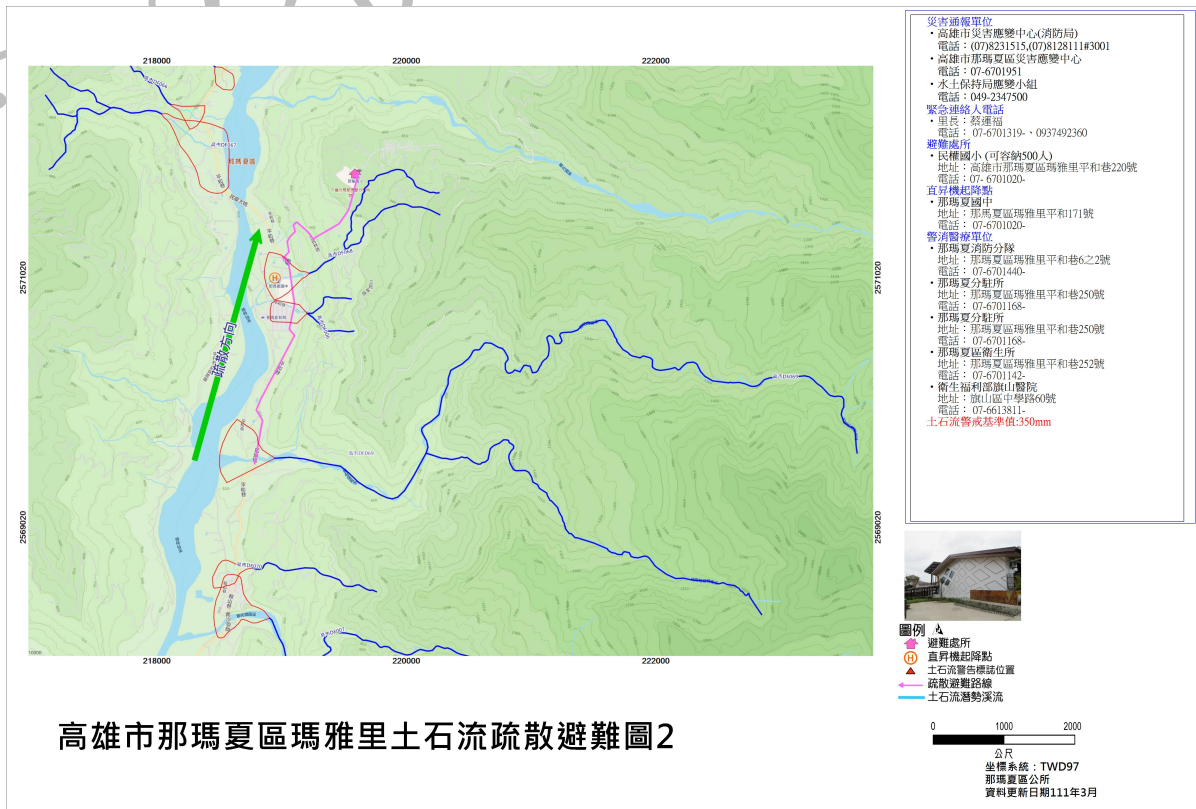 218000
220000
222000
2571020
2571020
2569020
2569020
218000
220000
222000
那瑪夏區
疏散方向
高雄市那瑪夏區瑪雅里土石流疏散避難圖2
災害通報單位
・高雄市災害應變中心(消防局)
電話：(07)8231515,(07)8128111#3001
・高雄市那瑪夏區災害應變中心
電話：07-6701951
・水土保持局應變小組
電話：049-2347500
緊急連絡人電話
・里長：蔡運福
電話： 07-6701319-、0937492360
避難處所
・民權國小 (可容納500人)
地址：高雄市那瑪夏區瑪雅里平和巷220號
電話：07- 6701020-
直昇機起降點
・那瑪夏國中
地址：那馬夏區瑪雅里平和171號
電話： 07-6701020-
警消醫療單位
・那瑪夏消防分隊
地址：那瑪夏區瑪雅里平和巷6之2號
電話： 07-6701440-
・那瑪夏分駐所
地址：那瑪夏區瑪雅里平和巷250號
電話： 07-6701168-
・那瑪夏分駐所
地址：那瑪夏區瑪雅里平和巷250號
電話： 07-6701168-
・那瑪夏區衛生所
地址：那瑪夏區瑪雅里平和巷252號
電話： 07-6701142-
・衛生福利部旗山醫院
地址：旗山區中學路60號
電話： 07-6613811-
土石流警戒基準值:350mm
圖例
避難處所
H 直昇機起降點
土石流警告標誌位置
疏散避難路線
土石流潛勢溪流
0 1000 2000
公尺
坐標系統：TWD97
那瑪夏區公所
資料更新日期111年3月